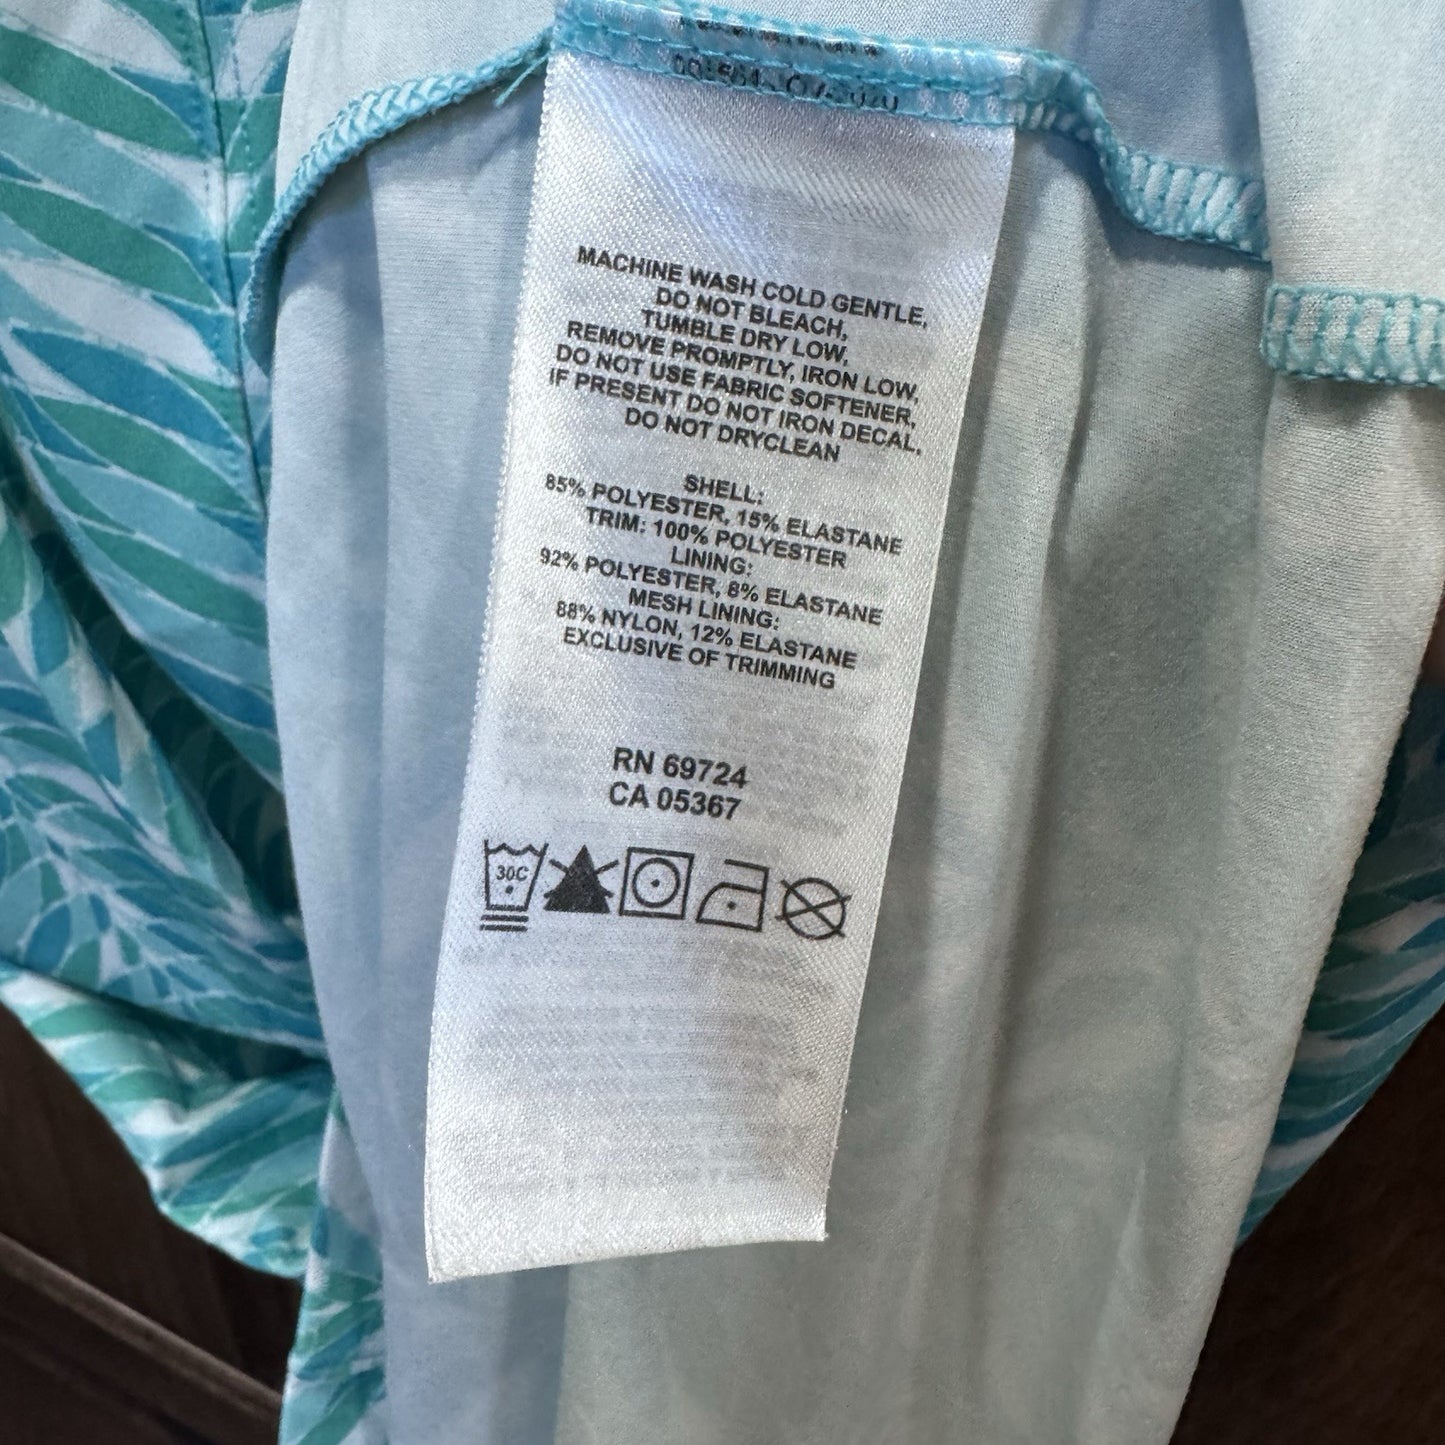 MACHINE WASH COLD GENTLE,
DO NOT BLEACH,
TUMBLE DRY LOW,
REMOVE PROMPTLY, IRON LOW,
DO NOT USE FABRIC SOFTENER,
IF PRESENT DO NOT IRON DECAL,
DO NOT DRYCLEAN
SHELL:
85% POLYESTER, 15% ELASTANE
TRIM: 100% POLYESTER
LINING:
92% POLYESTER, 8% ELASTANE
MESH LINING:
88% NYLON, 12% ELASTANE
EXCLUSIVE OF TRIMMING
RN 69724
CA 05367
30C